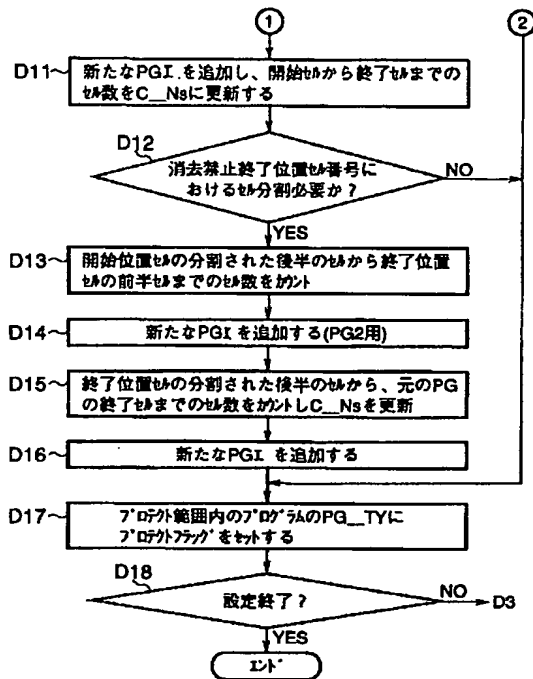 ①
②
D11
新たなPGI.を追加し、開始ｾﾙから終了ｾﾙまでの
ｾﾙ数をC__Nsに更新する
D12
消去禁止終了位置ｾﾙ番号に
おけるｾﾙ分割必要か？
NO
YES
D13
開始位置ｾﾙの分割された後半のｾﾙから終了位置
ｾﾙの前半ｾﾙまでのｾﾙ数をｶｳﾝﾄ
D14
新たなPGIを追加する(PG2用)
D15
終了位置ｾﾙの分割された後半のｾﾙから、元のPG
の終了ｾﾙまでのｾﾙ数をｶｳﾝﾄしC__Nsを更新
D16
新たなPGI を追加する
D17
ﾌﾟﾛﾃｸﾄ範囲内のﾌﾟﾛｸﾞﾗﾑのPG__TYに
ﾌﾟﾛﾃｸﾄﾌﾗｯｸﾞをセットする
D18
設定終了？
NO
D3
YES
ｴﾝﾄﾞ